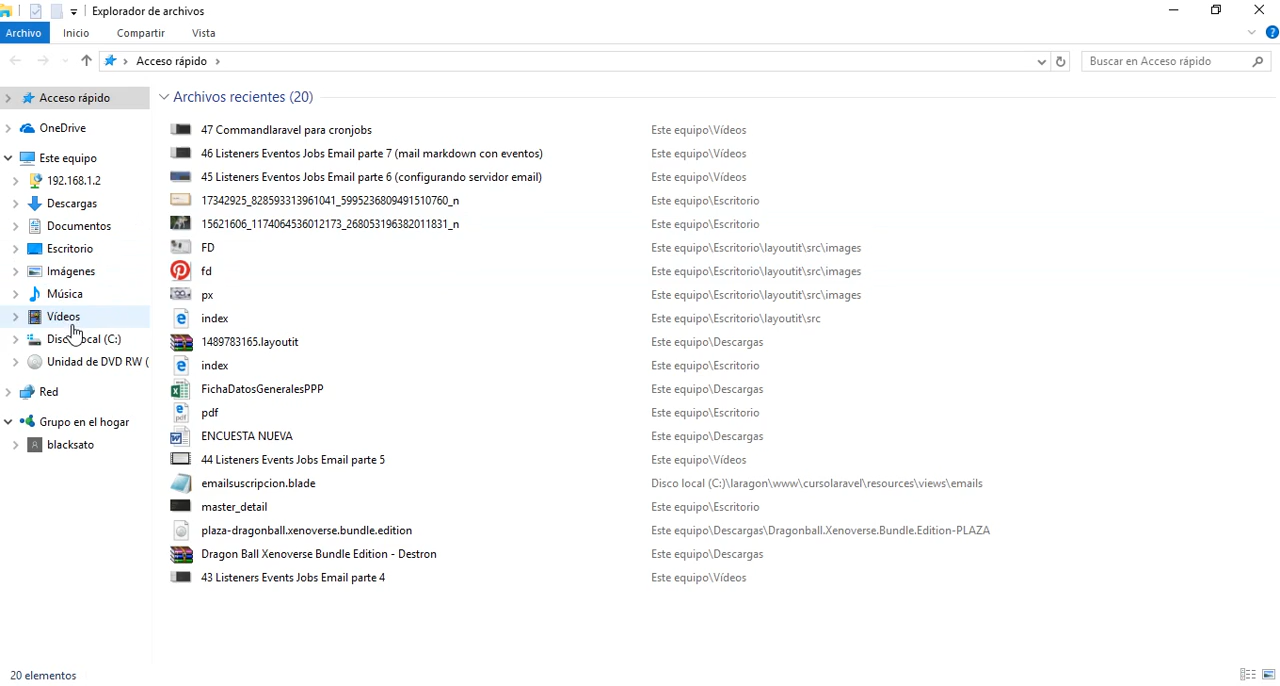 Explorador de archivos
Archivo Inicio Compartir Vista
Acceso rápido
Buscar en Acceso rápido
Acceso rápido
OneDrive
Este equipo
192.168.1.2
Descargas
Documentos
Escritorio
Imágenes
Música
Vídeos
Disco local (C:)
Unidad de DVD RW (
Red
Grupo en el hogar
blacksato
Archivos recientes (20)
47 Commandlaravel para cronjobs Este equipo\Vídeos
46 Listeners Eventos Jobs Email parte 7 (mail markdown con eventos) Este equipo\Vídeos
45 Listeners Eventos Jobs Email parte 6 (configurando servidor email) Este equipo\Vídeos
17342925_828593313961041_5995236809491510760_n Este equipo\Escritorio
15621606_1174064536012173_268053196382011831_n Este equipo\Escritorio
FD Este equipo\Escritorio\layoutit\src\images
fd Este equipo\Escritorio\layoutit\src\images
px Este equipo\Escritorio\layoutit\src\images
index Este equipo\Escritorio\layoutit\src
1489783165.layoutit Este equipo\Descargas
index Este equipo\Escritorio
FichaDatosGeneralesPPP Este equipo\Descargas
pdf Este equipo\Escritorio
ENCUESTA NUEVA Este equipo\Descargas
44 Listeners Events Jobs Email parte 5 Este equipo\Vídeos
emailsuscripcion.blade Disco local (C:)\laragon\www\cursolaravel\resources\views\emails
master_detail Este equipo\Escritorio
plaza-dragonball.xenoverse.bundle.edition Este equipo\Descargas\Dragonball.Xenoverse.Bundle.Edition-PLAZA
Dragon Ball Xenoverse Bundle Edition - Destron Este equipo\Descargas
43 Listeners Events Jobs Email parte 4 Este equipo\Vídeos
20 elementos